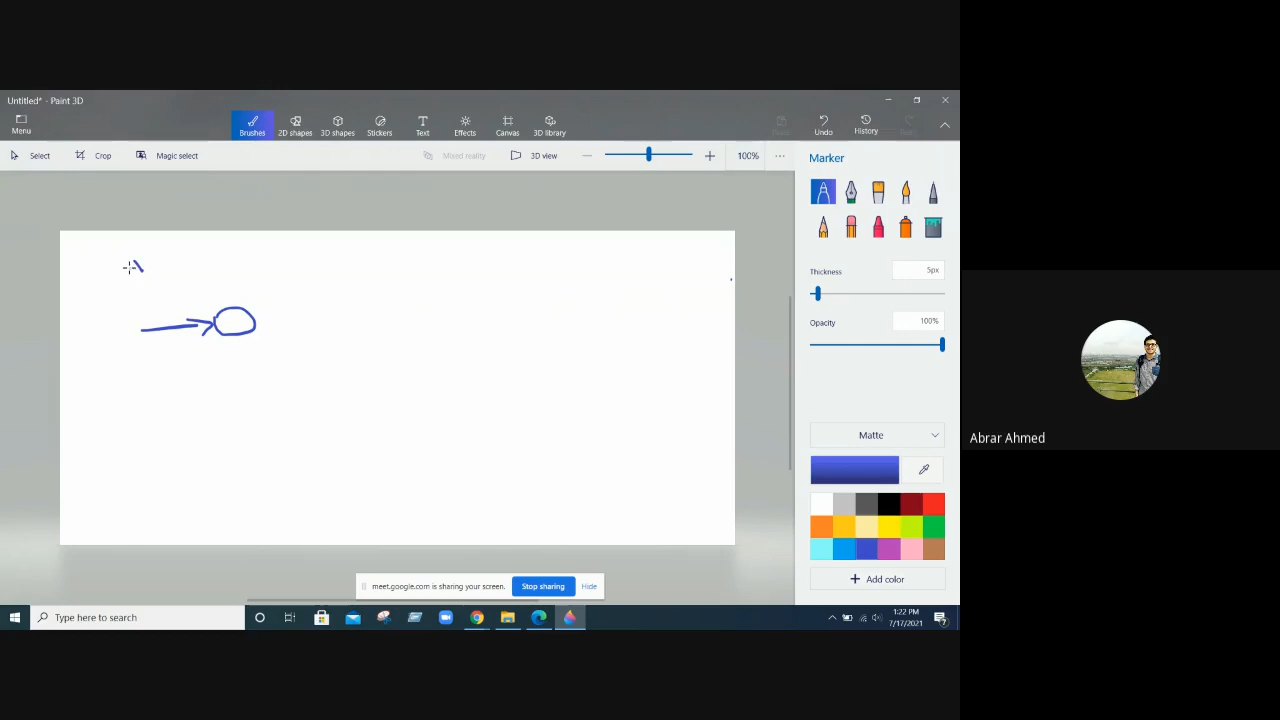 Untitled* - Paint 3D
Menu
Brushes 2D shapes 3D shapes Stickers Text Effects Canvas 3D library
Undo History
Select Crop Magic select Mixed reality 3D view 100%
Marker
Thickness 5px
Opacity 100%
Matte
Add color
Abrar Ahmed
meet.google.com is sharing your screen. Stop sharing Hide
Type here to search
1:22 PM
7/17/2021